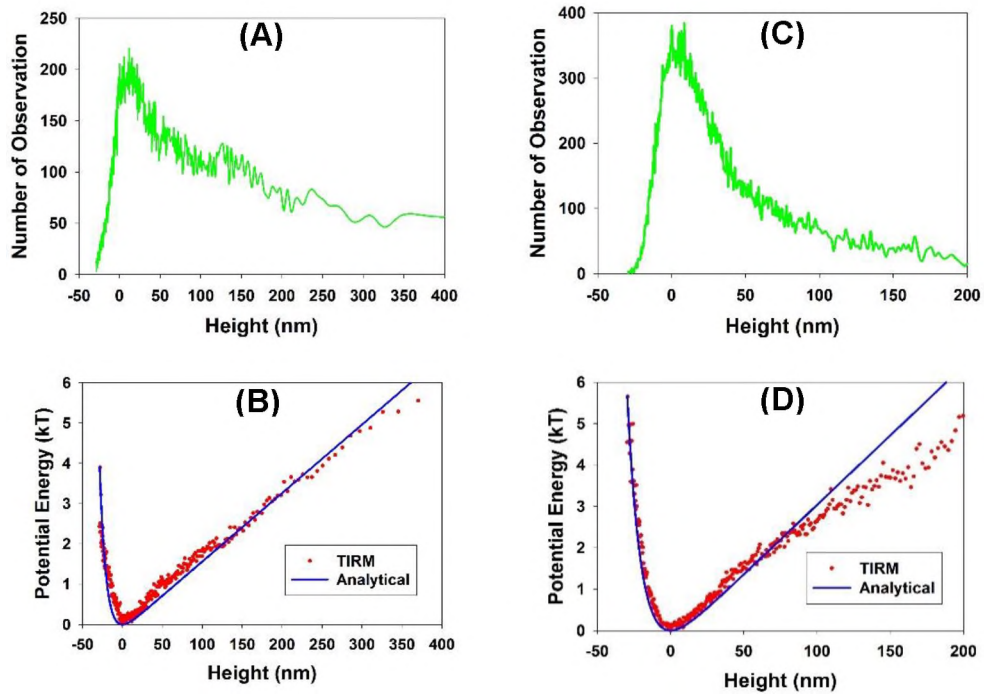 (A)
Number of Observation
250
200
150
100
50
0
-50 0 50 100 150 200 250 300 350 400
Height (nm)
(C)
Number of Observation
400
300
200
100
0
-50 0 50 100 150 200
Height (nm)
(B)
Potential Energy (kT)
6
5
4
3
2
1
0
TIRM
Analytical
-50 0 50 100 150 200 250 300 350 400
Height (nm)
(D)
Potential Energy (kT)
6
5
4
3
2
1
0
TIRM
Analytical
-50 0 50 100 150 200
Height (nm)